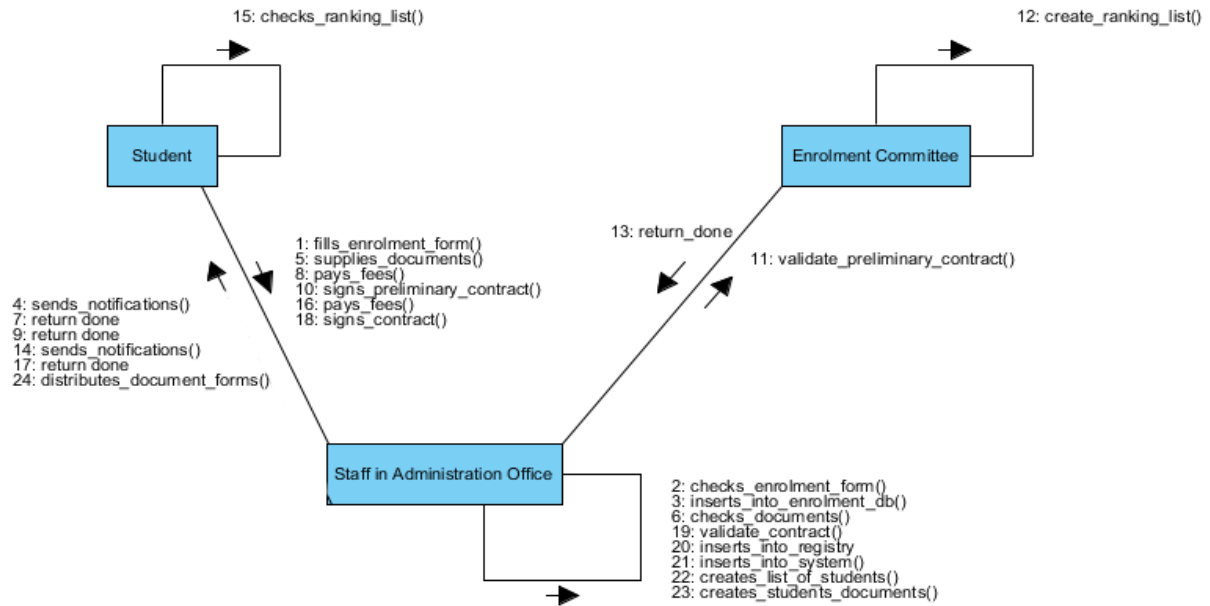 15: checks_ranking_list()
12: create_ranking_list()
Student
Enrolment Committee
1: fills_enrolment_form()
5: supplies_documents()
8: pays_fees()
10: signs_preliminary_contract()
16: pays_fees()
18: signs_contract()
13: return_done
11: validate_preliminary_contract()
4: sends_notifications()
7: return done
9: return done
14: sends_notifications()
17: return done
24: distributes_document_forms()
Staff in Administration Office
2: checks_enrolment_form()
3: inserts_into_enrolment_db()
6: checks_documents()
19: validate_contract()
20: inserts_into_registry
21: inserts_into_system()
22: creates_list_of_students()
23: creates_students_documents()